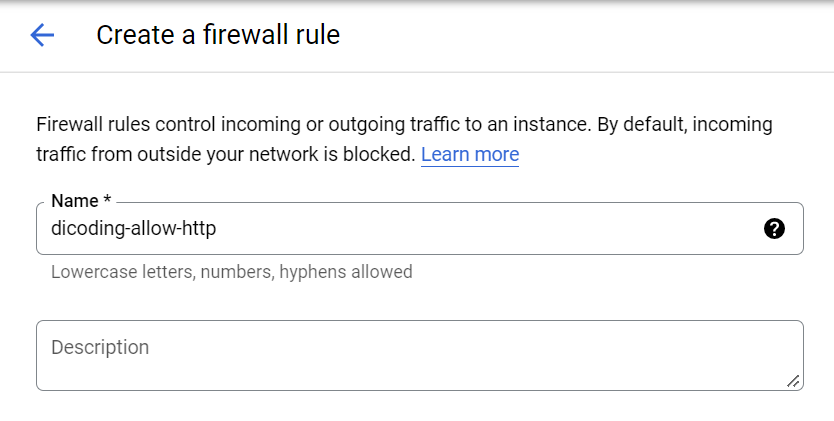 Create a firewall rule
Firewall rules control incoming or outgoing traffic to an instance. By default, incoming
traffic from outside your network is blocked. Learn more
Name *
dicoding-allow-http
Lowercase letters, numbers, hyphens allowed
Description